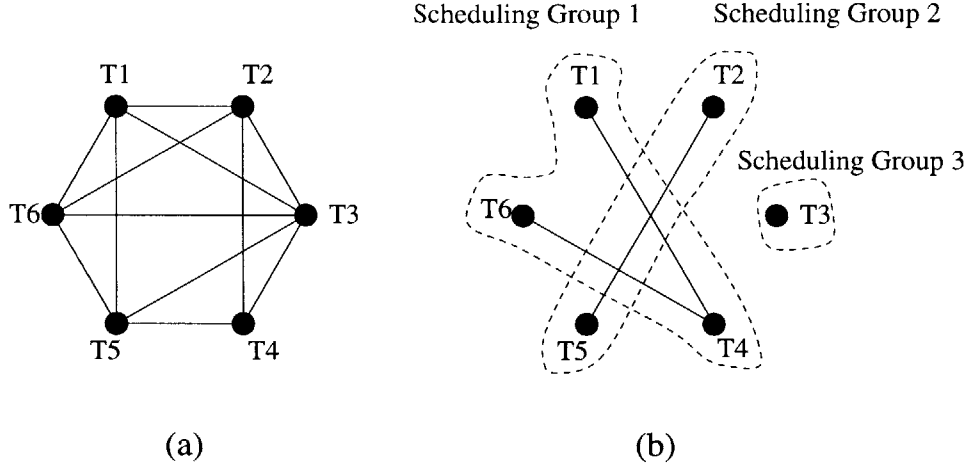 Scheduling Group 1
Scheduling Group 2
T1
T2
T6
T3
T5
T4
(a)
T1
T2
Scheduling Group 3
T6
T3
T5
T4
(b)